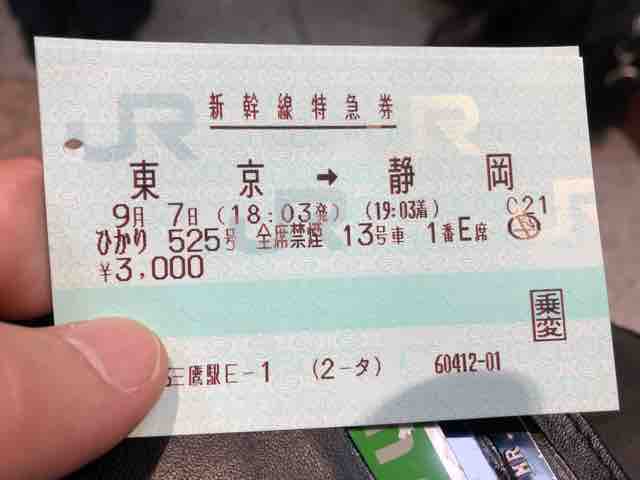 新幹線特急券
東京 → 静岡
9月 7日 (18:03発) (19:03着) C21
ひかり 525号 全席禁煙 13号車 1番E席
¥3,000
乗変
三鷹駅E-1 (2-タ) 60412-01
JR
MR